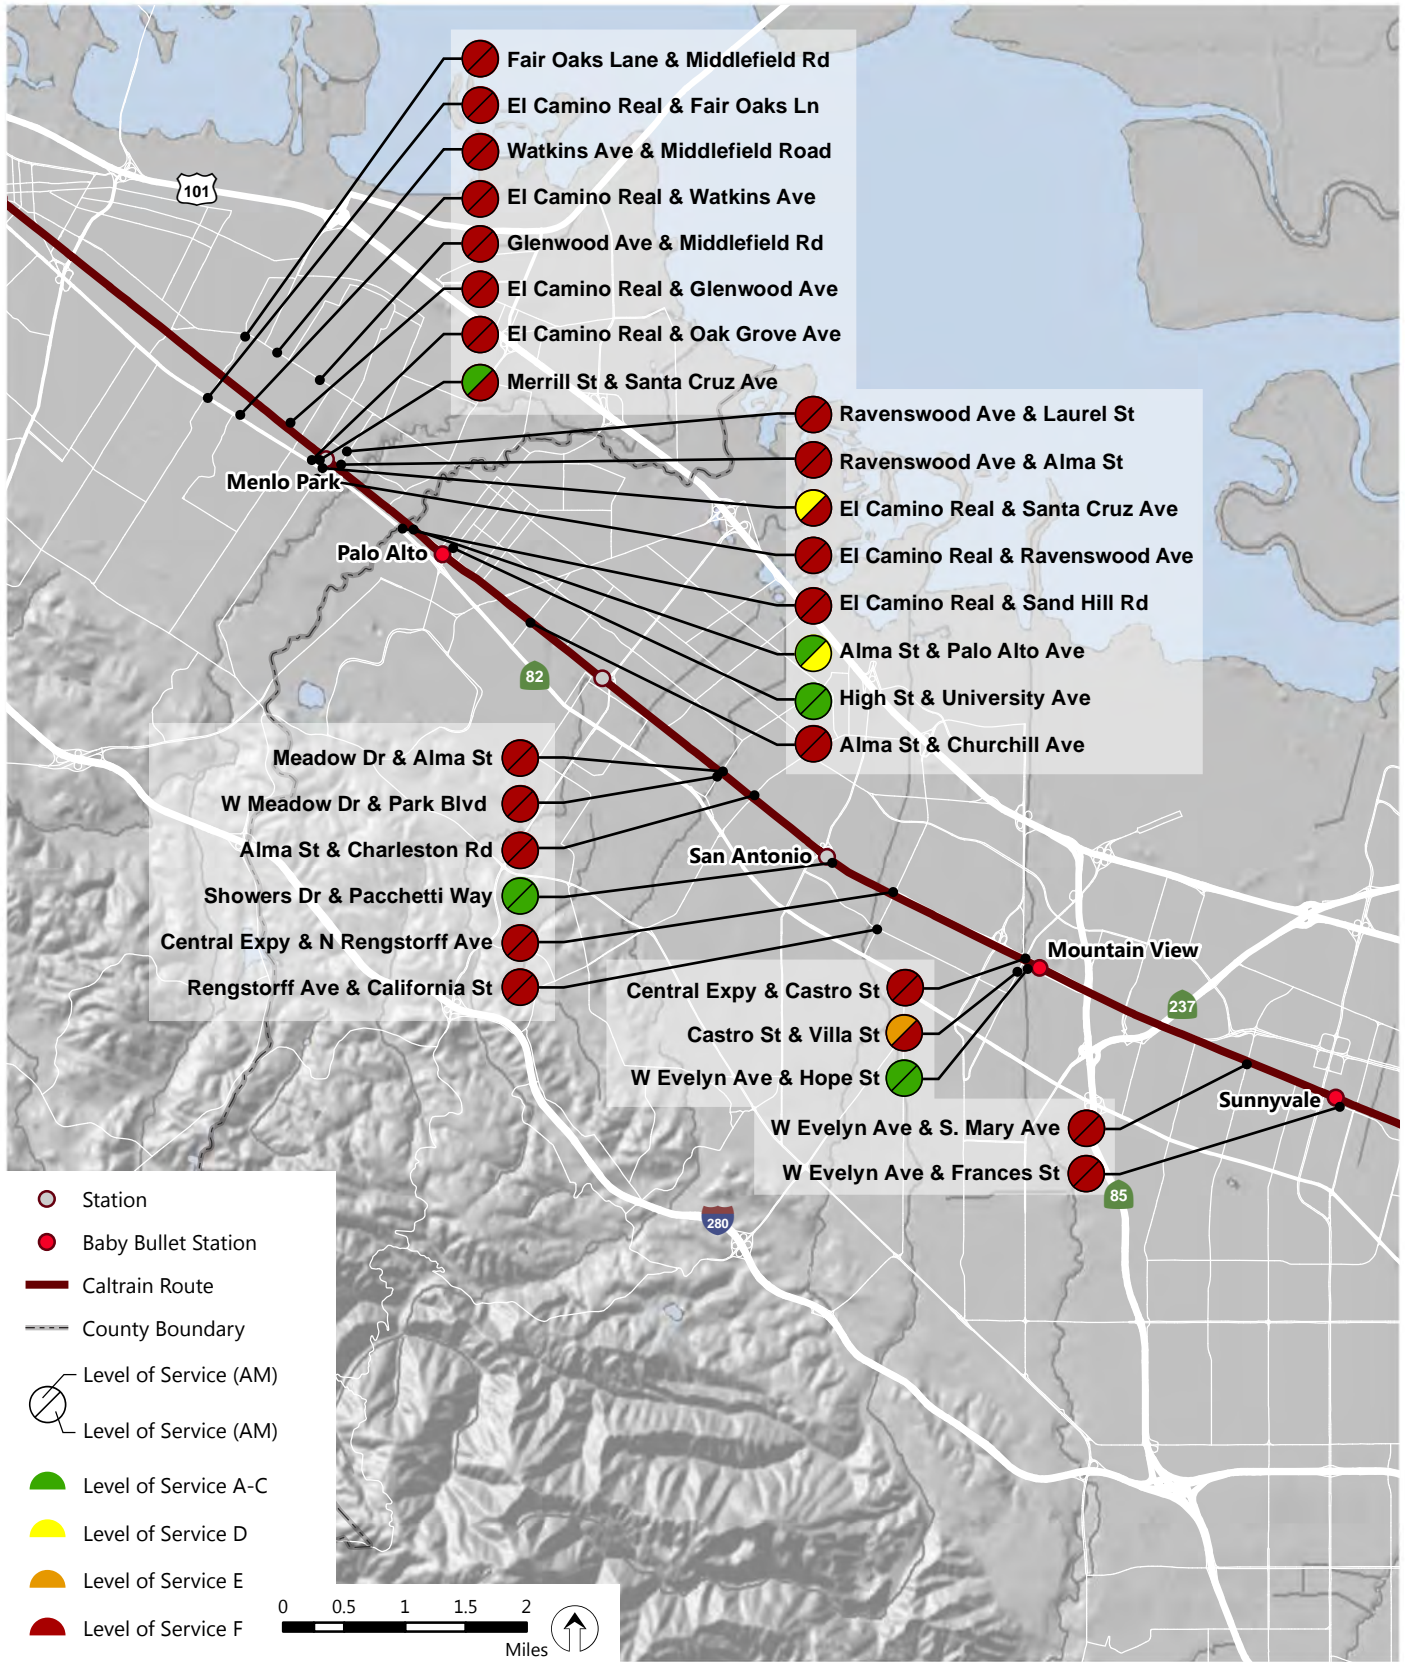 Fair Oaks Lane & Middlefield Rd
El Camino Real & Fair Oaks Ln
Watkins Ave & Middlefield Road
101
El Camino Real & Watkins Ave
Glenwood Ave & Middlefield Rd
El Camino Real & Glenwood Ave
El Camino Real & Oak Grove Ave
Merrill St & Santa Cruz Ave
Ravenswood Ave & Laurel St
Ravenswood Ave & Alma St
Menlo Park
El Camino Real & Santa Cruz Ave
Palo Alto
El Camino Real & Ravenswood Ave
El Camino Real & Sand Hill Rd
Alma St & Palo Alto Ave
82
High St & University Ave
Alma St & Churchill Ave
Meadow Dr & Alma St
W Meadow Dr & Park Blvd
Alma St & Charleston Rd
San Antonio
Showers Dr & Pacchetti Way
Central Expy & N Rengstorff Ave
Rengstorff Ave & California St
Mountain View
Central Expy & Castro St
237
Castro St & Villa St
W Evelyn Ave & Hope St
Sunnyvale
W Evelyn Ave & S. Mary Ave
W Evelyn Ave & Frances St
85
280
Station
Baby Bullet Station
Caltrain Route
County Boundary
Level of Service (AM)
Level of Service (AM)
Level of Service A-C
Level of Service D
Level of Service E
Level of Service F
0 0.5 1 1.5 2
Miles